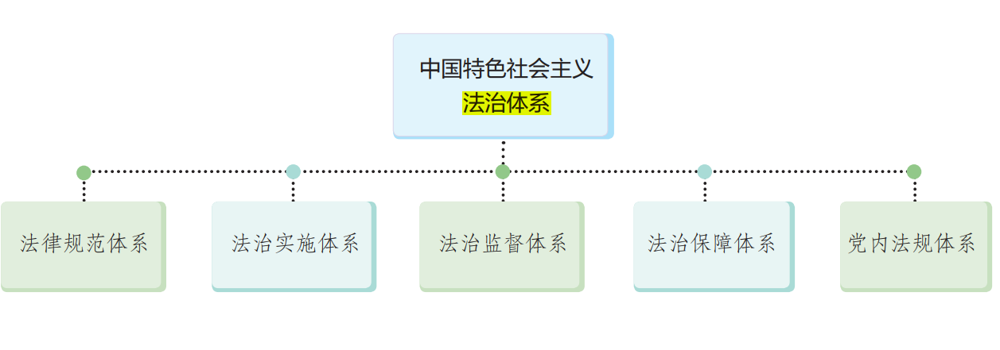 中国特色社会主义
法治体系
法律规范体系
法治实施体系
法治监督体系
法治保障体系
党内法规体系